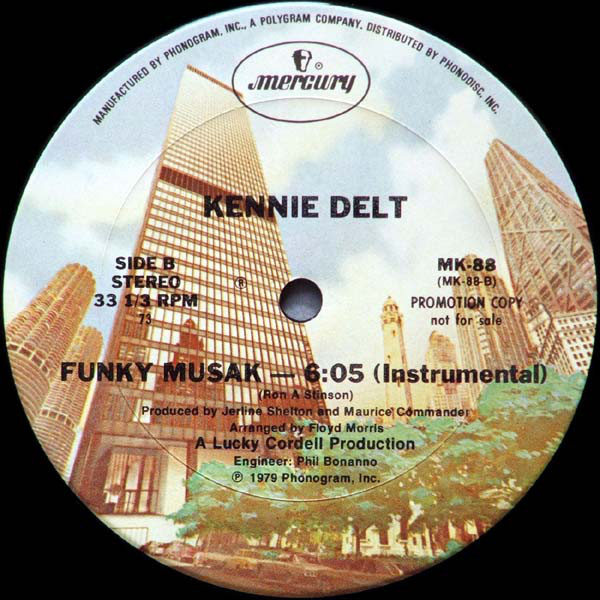 MANUFACTURED BY PHONOGRAM, INC., A POLYGRAM COMPANY. DISTRIBUTED BY PHONODISC, INC.
®
mercury
KENNIE DELT
SIDE B
STEREO
33 1/3 RPM
73
℗
MK-88
(MK-88-B)
PROMOTION COPY
not for sale
FUNKY MUSAK — 6:05 (Instrumental)
(Ron A Stinson)
Produced by Jerline Shelton and Maurice Commander
Arranged by Floyd Morris
A Lucky Cordell Production
Engineer: Phil Bonanno
℗ 1979 Phonogram, Inc.